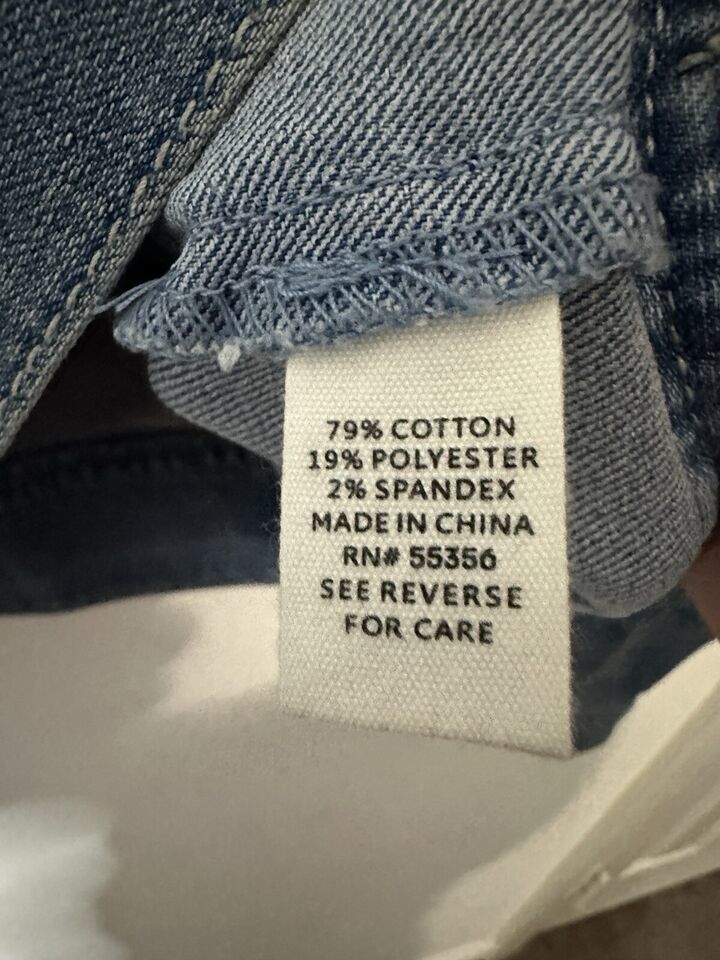 79% COTTON
19% POLYESTER
2% SPANDEX
MADE IN CHINA
RN# 55356
SEE REVERSE
FOR CARE